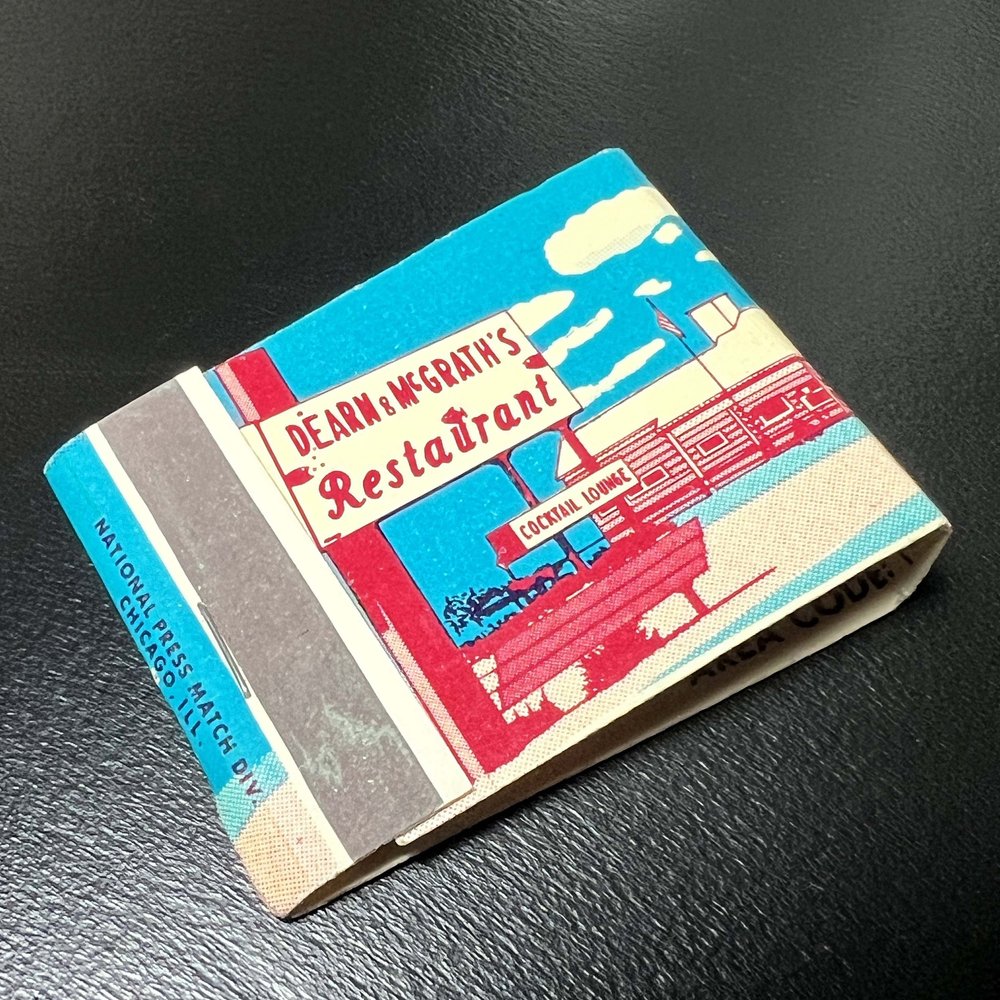 DEARN & McGRATH'S
Restaurant
COCKTAIL LOUNGE
NATIONAL PRESS MATCH DIV.
CHICAGO, ILL.
AREA CODE